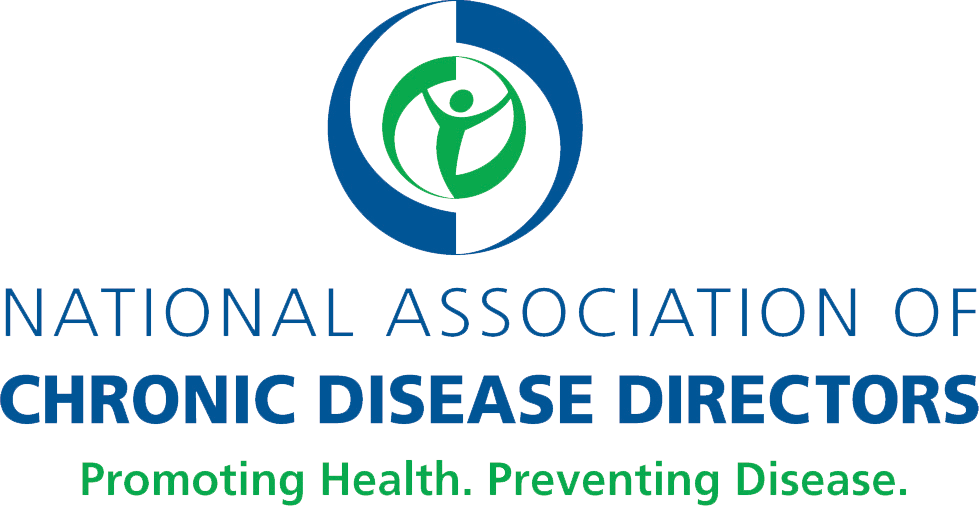 NATIONAL ASSOCIATION OF
CHRONIC DISEASE DIRECTORS
Promoting Health. Preventing Disease.